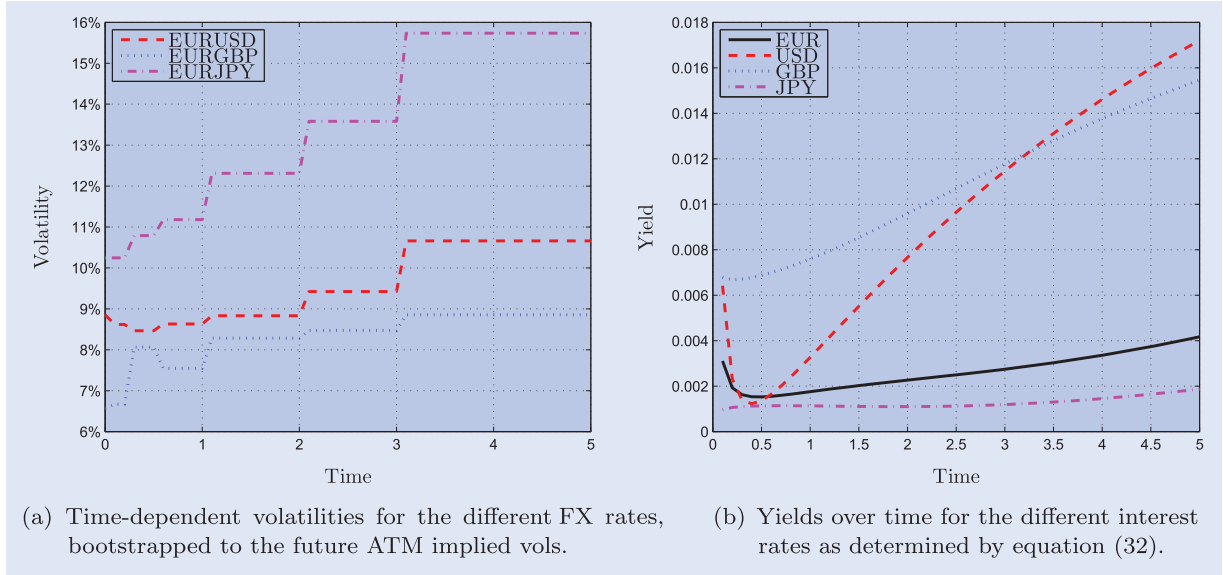 16%
15%
14%
13%
12%
11%
10%
9%
8%
7%
6%
Volatility
EURUSD
EURGBP
EURJPY
0 1 2 3 4 5
Time
(a) Time-dependent volatilities for the different FX rates,
bootstrapped to the future ATM implied vols.
0.018
0.016
0.014
0.012
0.01
0.008
0.006
0.004
0.002
0
Yield
EUR
USD
GBP
JPY
0 0.5 1 1.5 2 2.5 3 3.5 4 4.5 5
Time
(b) Yields over time for the different interest
rates as determined by equation (32).